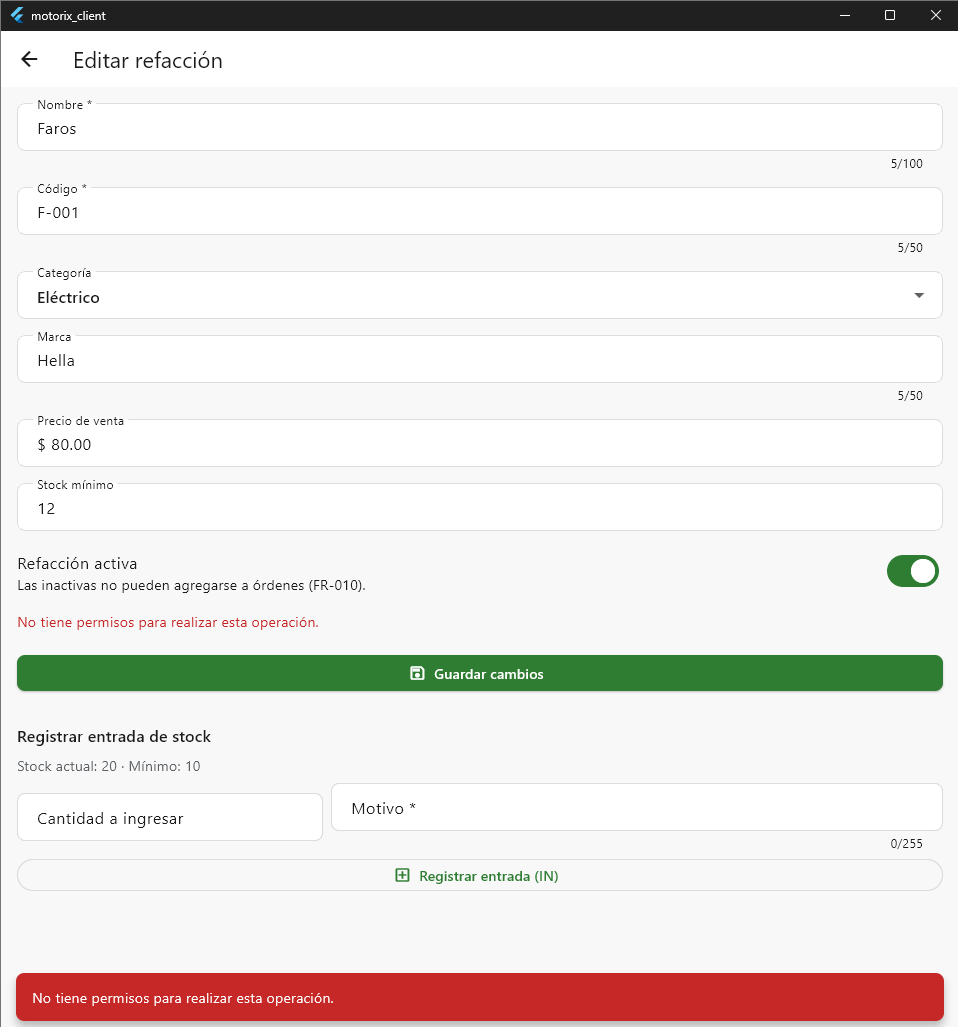 motorix_client
Editar refacción
Nombre *
Faros
5/100
Código *
F-001
5/50
Categoría
Eléctrico
Marca
Hella
5/50
Precio de venta
$ 80.00
Stock mínimo
12
Refacción activa
Las inactivas no pueden agregarse a órdenes (FR-010).
No tiene permisos para realizar esta operación.
Guardar cambios
Registrar entrada de stock
Stock actual: 20 · Mínimo: 10
Cantidad a ingresar
Motivo *
0/255
Registrar entrada (IN)
No tiene permisos para realizar esta operación.